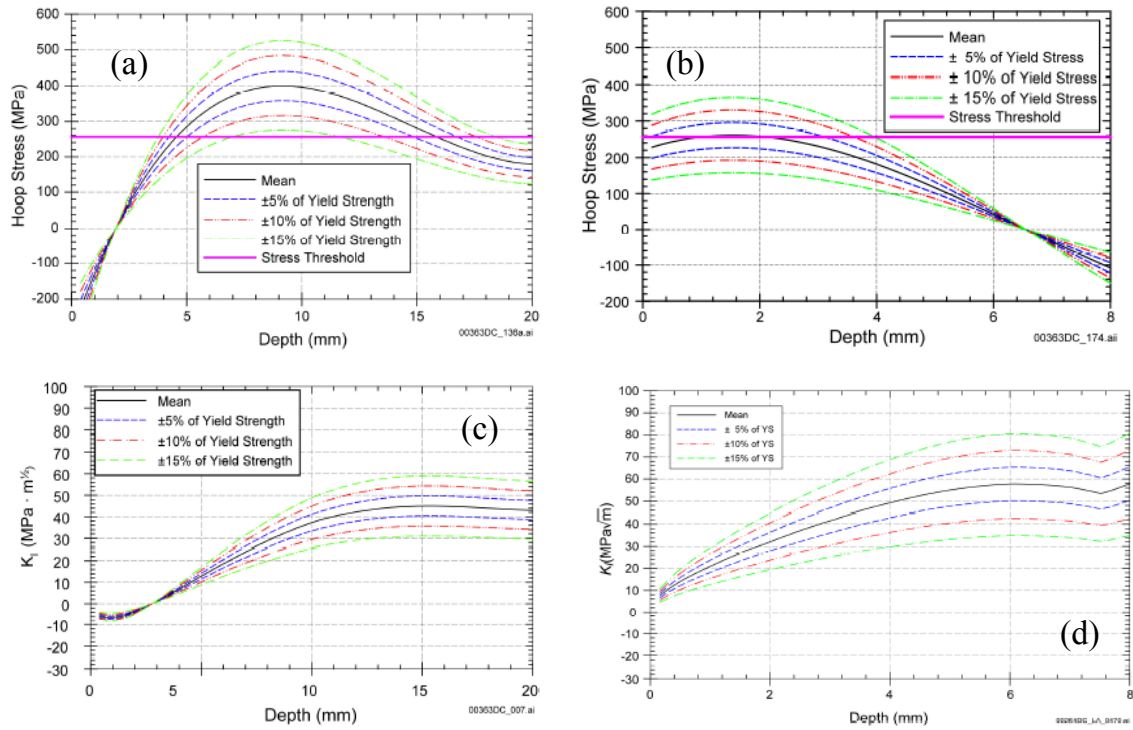 (a)
600
500
400
300
200
100
0
-100
-200
Hoop Stress (MPa)
Mean
±5% of Yield Strength
±10% of Yield Strength
±15% of Yield Strength
Stress Threshold
0 5 10 15 20
Depth (mm)
00363DC_136a.ai
(b)
600
500
400
300
200
100
0
-100
-200
Hoop Stress (MPa)
Mean
± 5% of Yield Stress
± 10% of Yield Stress
± 15% of Yield Stress
Stress Threshold
0 2 4 6 8
Depth (mm)
00363DC_174.aii
(c)
100
90
80
70
60
50
40
30
20
10
0
-10
-20
-30
K_I (MPa · m^½)
Mean
±5% of Yield Strength
±10% of Yield Strength
±15% of Yield Strength
0 5 10 15 20
Depth (mm)
00363DC_007.ai
(d)
100
90
80
70
60
50
40
30
20
10
0
-10
-20
-30
K_I(MPa√m)
Mean
± 5% of YS
±10% of YS
±15% of YS
0 2 4 6 8
Depth (mm)